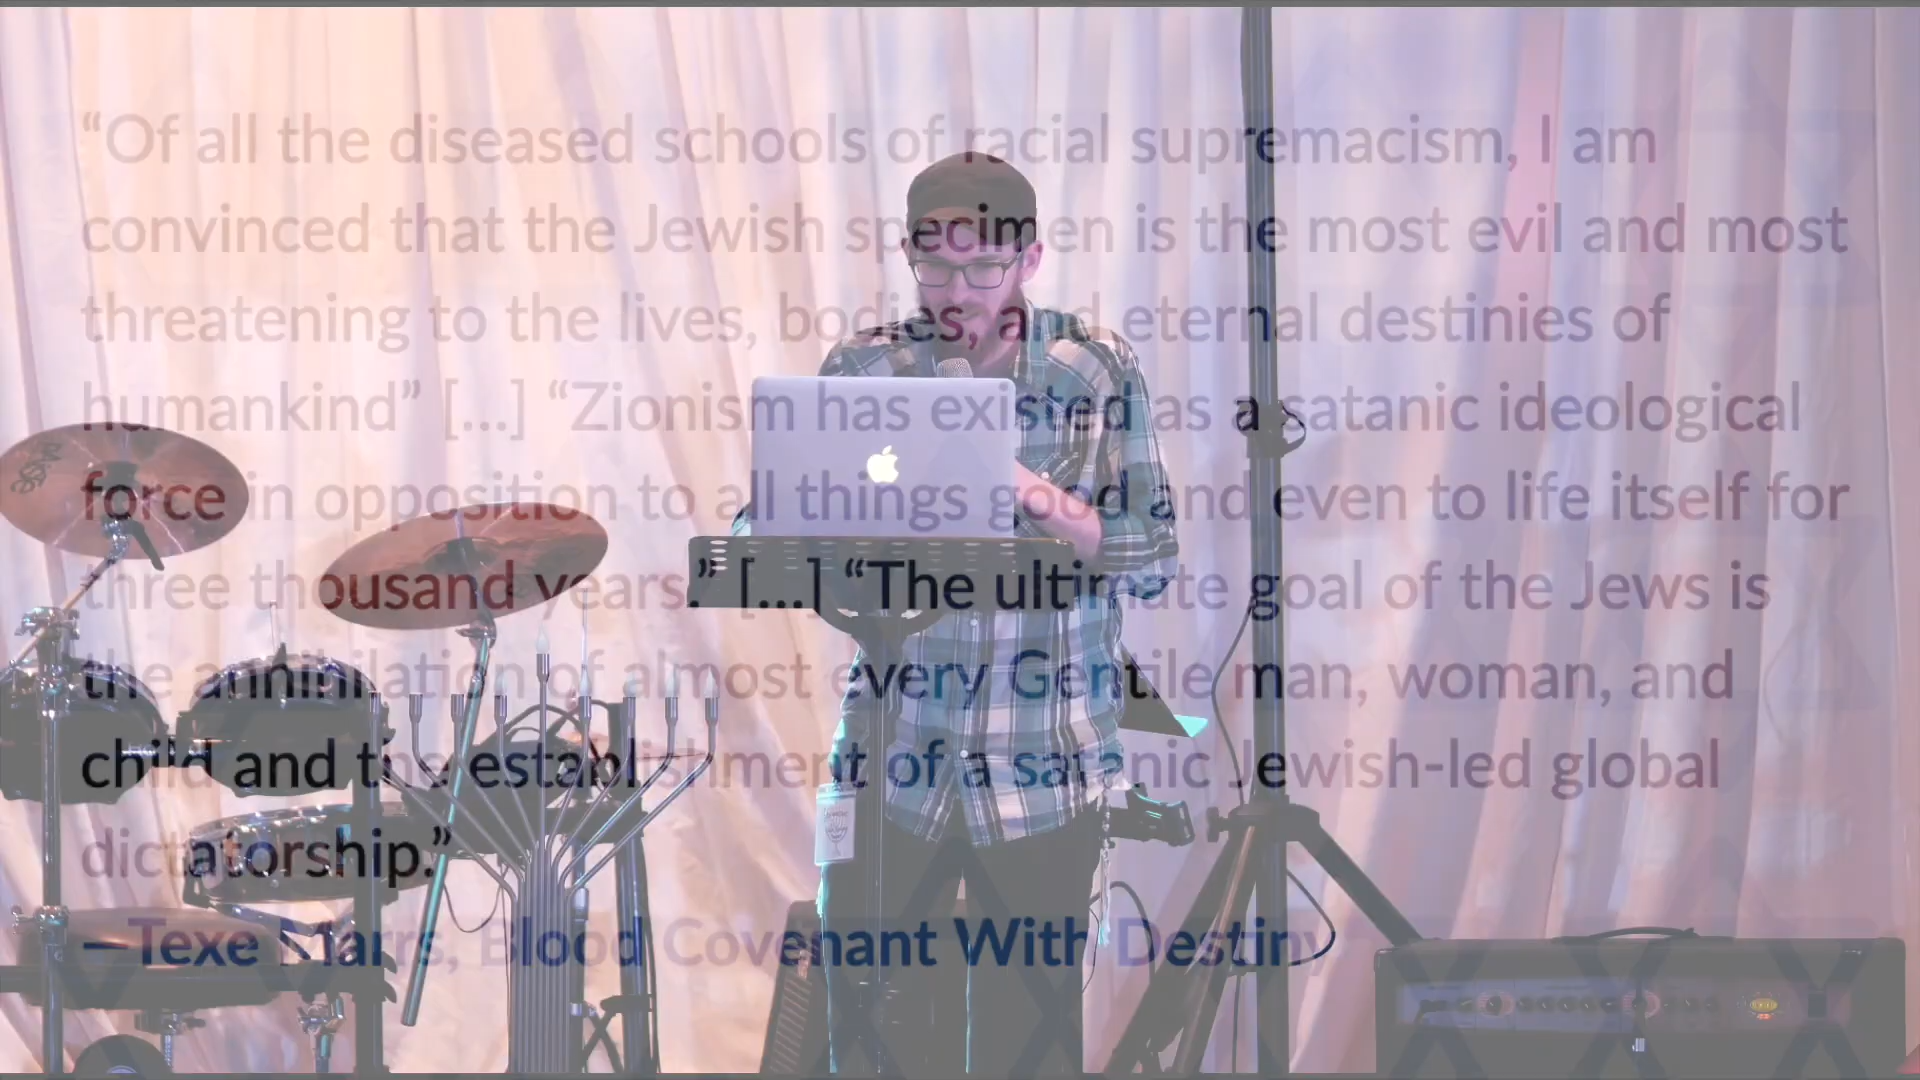 “Of all the diseased schools of racial supremacism, I am
convinced that the Jewish specimen is the most evil and most
threatening to the lives, bodies, and eternal destinies of
humankind” [...] “Zionism has existed as a satanic ideological
force in opposition to all things good and even to life itself for
three thousand years.” [...] “The ultimate goal of the Jews is
the annihilation of almost every Gentile man, woman, and
child and the establishment of a satanic Jewish-led global
dictatorship.”
—Texe Marrs, Blood Covenant With Destiny